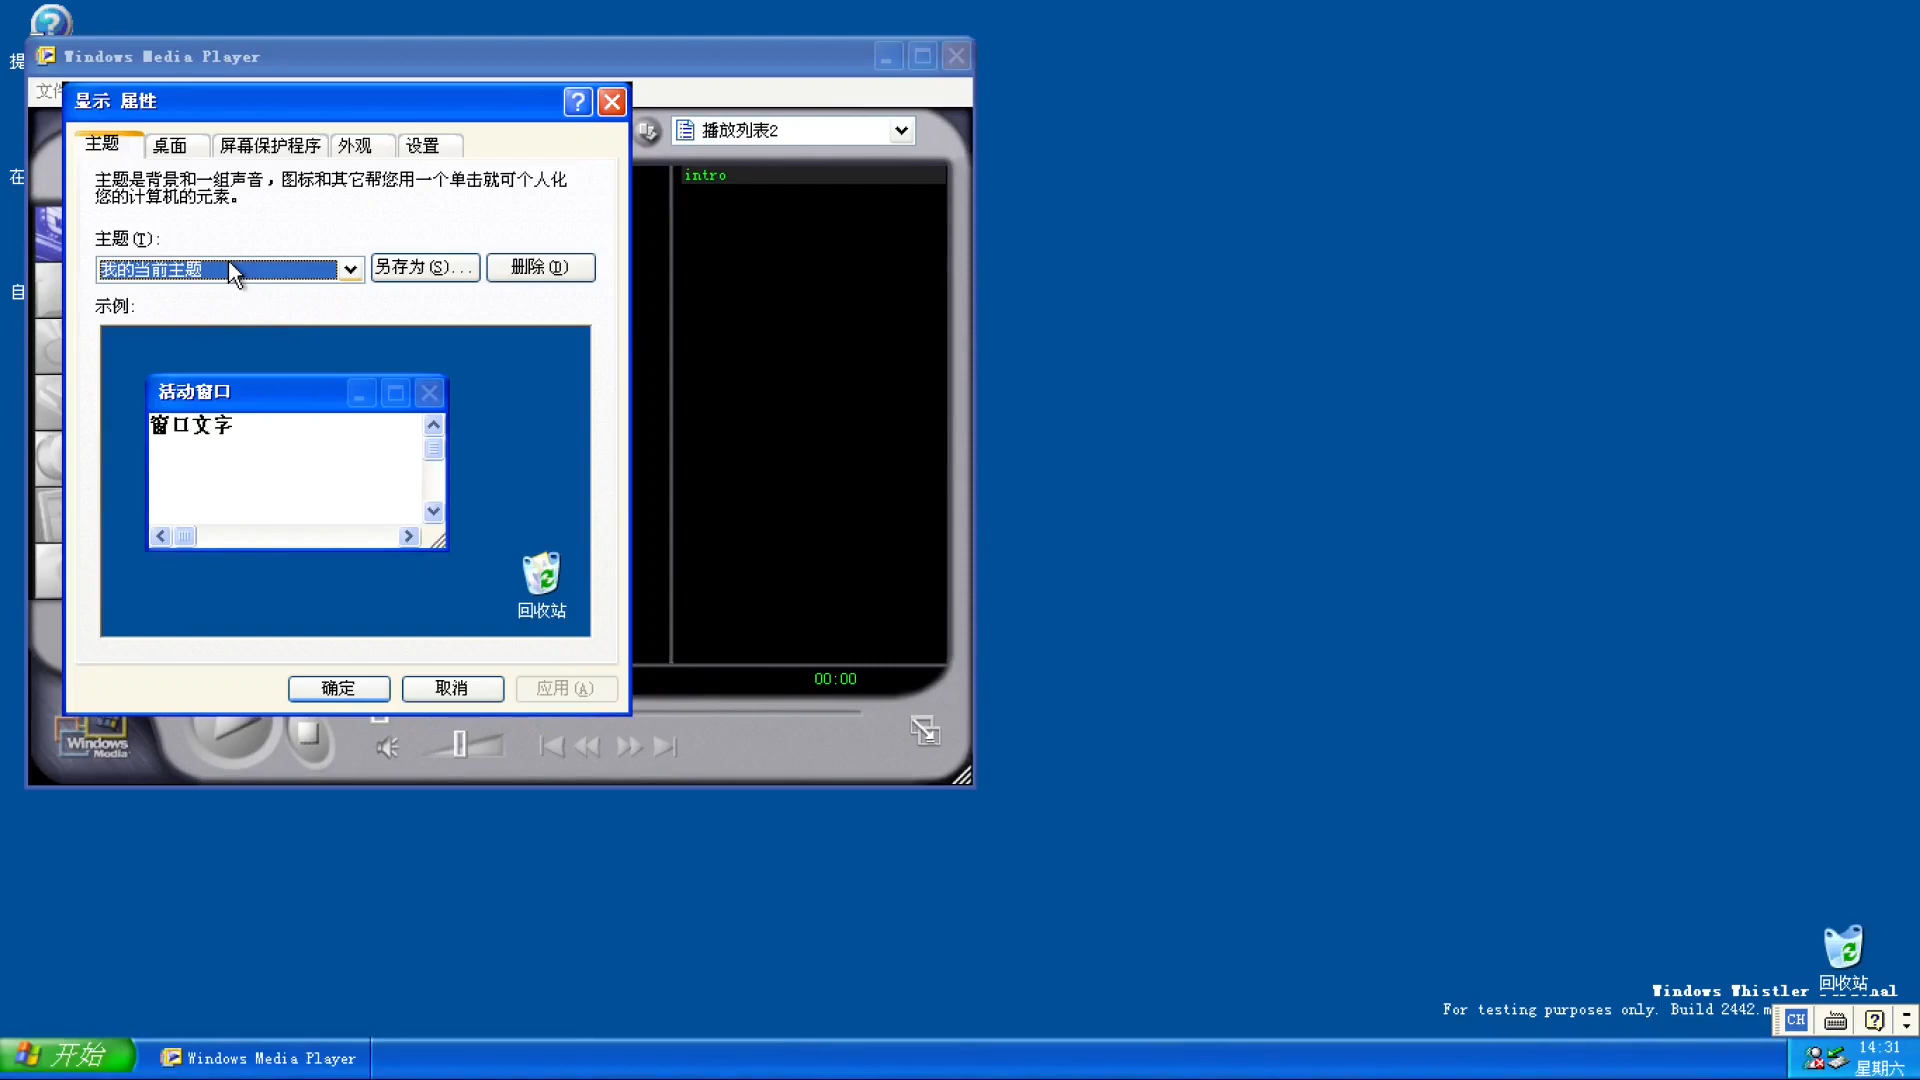 提
Windows Media Player
文件
显示 属性
主题
桌面
屏幕保护程序
外观
设置
播放列表2
主题是背景和一组声音，图标和其它帮您用一个单击就可个人化
您的计算机的元素。
intro
在
主题(T):
我的当前主题
另存为(S)...
删除(D)
自
示例:
活动窗口
窗口文字
回收站
确定
取消
应用(A)
00:00
Windows
Media
回收站
Windows Whistler
For testing purposes only. Build 2442.m
CH
开始
Windows Media Player
14:31
星期六